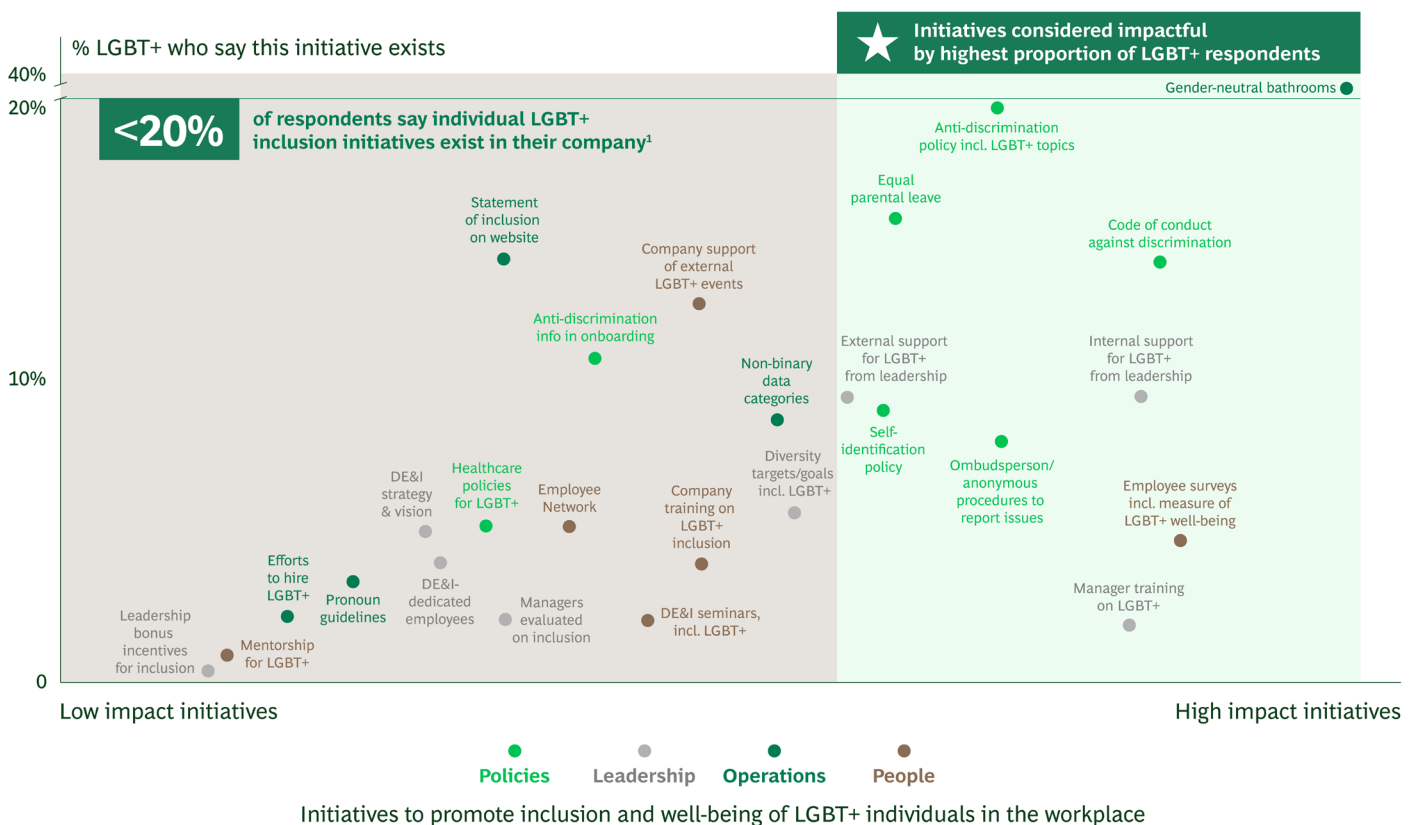 % LGBT+ who say this initiative exists
Initiatives considered impactful
by highest proportion of LGBT+ respondents
40%
20%
10%
0
<20%
of respondents say individual LGBT+
inclusion initiatives exist in their company¹
Gender-neutral bathrooms
Anti-discrimination
policy incl. LGBT+ topics
Equal
parental leave
Statement
of inclusion
on website
Code of conduct
against discrimination
Company support
of external
LGBT+ events
Anti-discrimination
info in onboarding
External support
for LGBT+
from leadership
Internal support
for LGBT+
from leadership
Non-binary
data
categories
Self-
identification
policy
Diversity
targets/goals
incl. LGBT+
Ombudsperson/
anonymous
procedures to
report issues
DE&I
strategy
& vision
Healthcare
policies
for LGBT+
Employee
Network
Company
training on
LGBT+
inclusion
Employee surveys
incl. measure of
LGBT+ well-being
Efforts
to hire
LGBT+
Pronoun
guidelines
DE&I-
dedicated
employees
Managers
evaluated
on inclusion
DE&I seminars,
incl. LGBT+
Manager training
on LGBT+
Leadership
bonus
incentives
for inclusion
Mentorship
for LGBT+
Low impact initiatives
High impact initiatives
Policies
Leadership
Operations
People
Initiatives to promote inclusion and well-being of LGBT+ individuals in the workplace